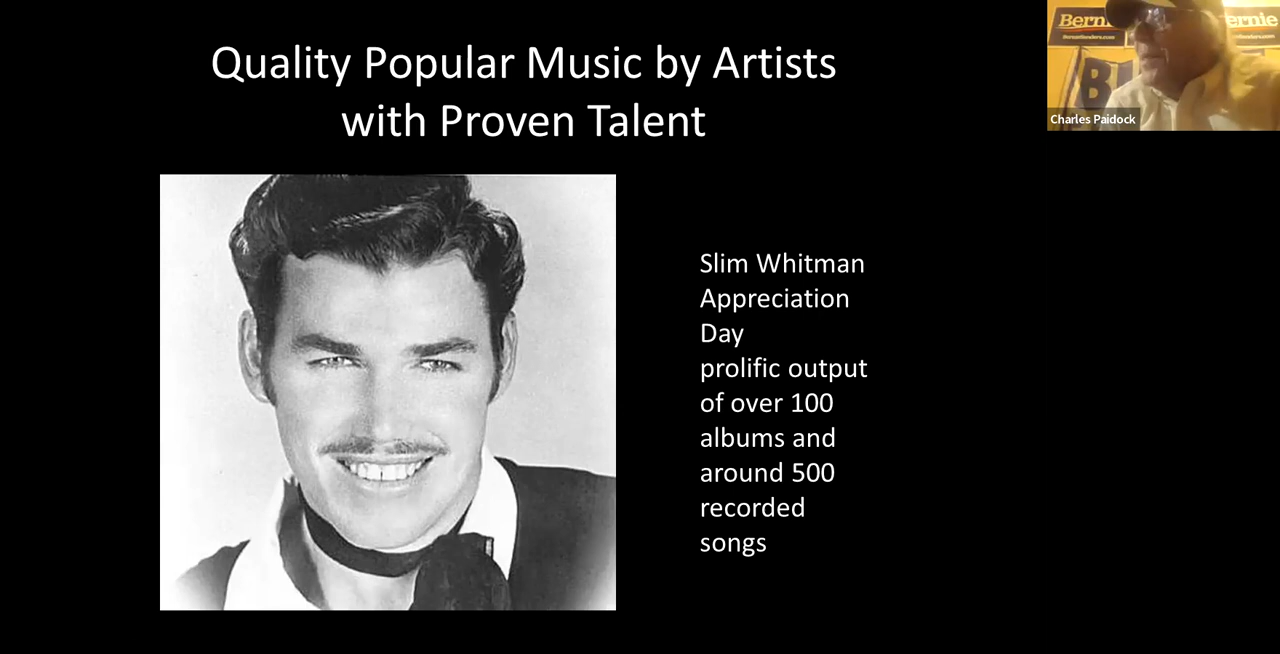 Quality Popular Music by Artists
with Proven Talent
Slim Whitman
Appreciation
Day
prolific output
of over 100
albums and
around 500
recorded
songs
Charles Paidock